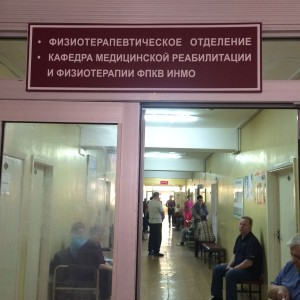 • ФИЗИОТЕРАПЕВТИЧЕСКОЕ ОТДЕЛЕНИЕ
• КАФЕДРА МЕДИЦИНСКОЙ РЕАБИЛИТАЦИИ
И ФИЗИОТЕРАПИИ ФПКВ ИНМО